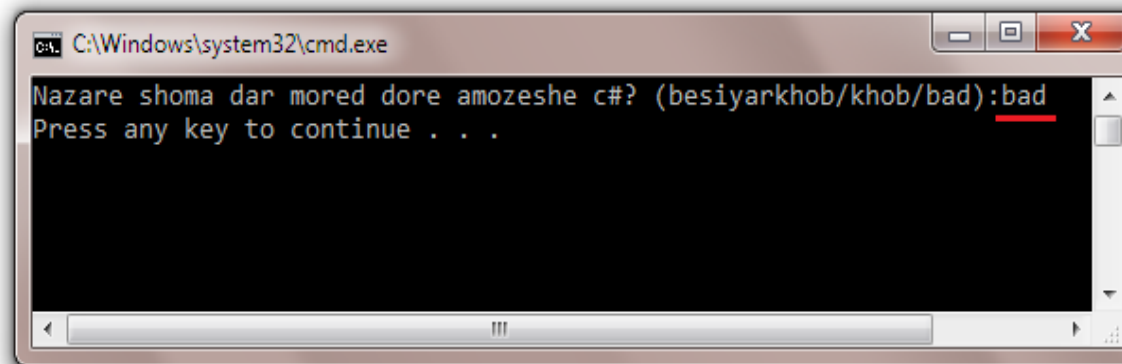 C:\Windows\system32\cmd.exe
Nazare shoma dar mored dore amozeshe c#? (besiyarkhob/khob/bad):bad
Press any key to continue . . .